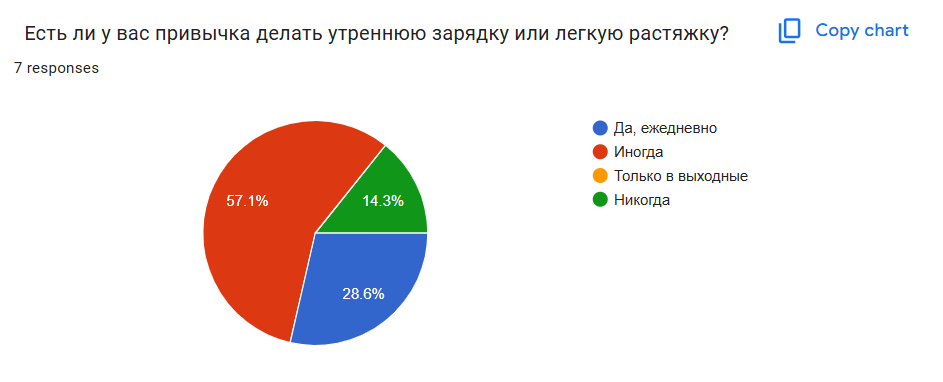 Есть ли у вас привычка делать утреннюю зарядку или легкую растяжку?
Copy chart
7 responses
57.1%
14.3%
28.6%
Да, ежедневно
Иногда
Только в выходные
Никогда